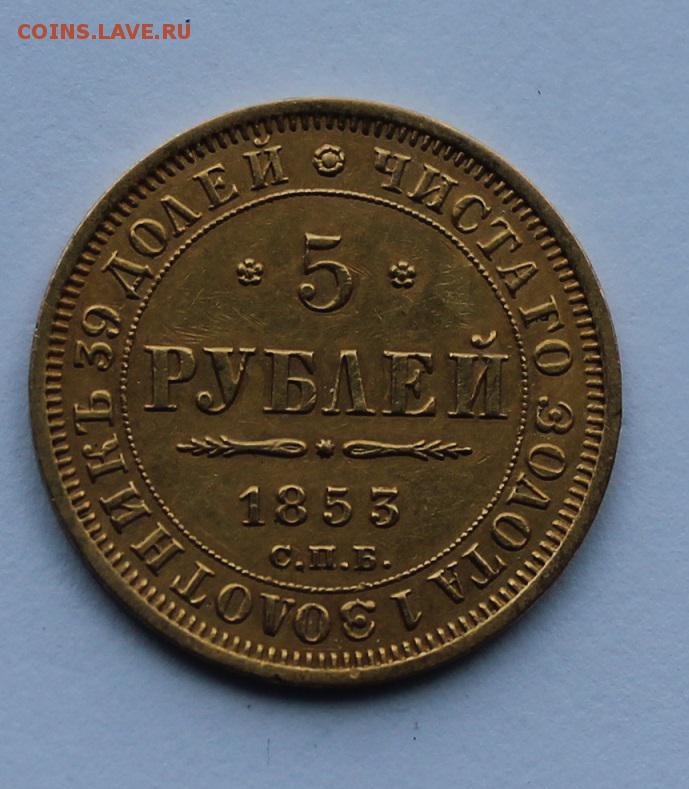 COINS.LAVE.RU
ЧИСТАГО ЗОЛОТА 1 ЗОЛОТНИКЪ 39 ДОЛЕЙ
5
РУБЛЕЙ
1853
С.П.Б.